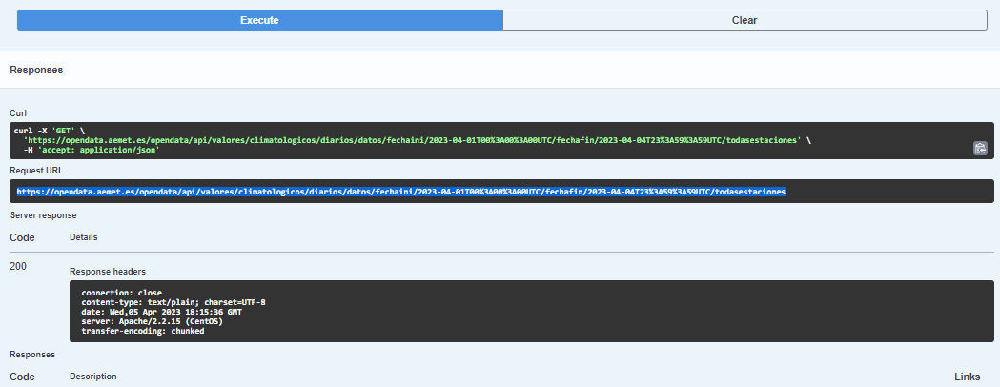 Execute
Clear
Responses
Curl
curl -X 'GET' \
'https://opendata.aemet.es/opendata/api/valores/climatologicos/diarios/datos/fechaini/2023-04-01T00%3A00%3A00UTC/fechafin/2023-04-04T23%3A59%3A59UTC/todasestaciones' \
-H 'accept: application/json'
Request URL
https://opendata.aemet.es/opendata/api/valores/climatologicos/diarios/datos/fechaini/2023-04-01T00%3A00%3A00UTC/fechafin/2023-04-04T23%3A59%3A59UTC/todasestaciones
Server response
Code Details
200
Response headers
connection: close
content-type: text/plain; charset=UTF-8
date: Wed,05 Apr 2023 18:15:36 GMT
server: Apache/2.2.15 (CentOS)
transfer-encoding: chunked
Responses
Code Description Links